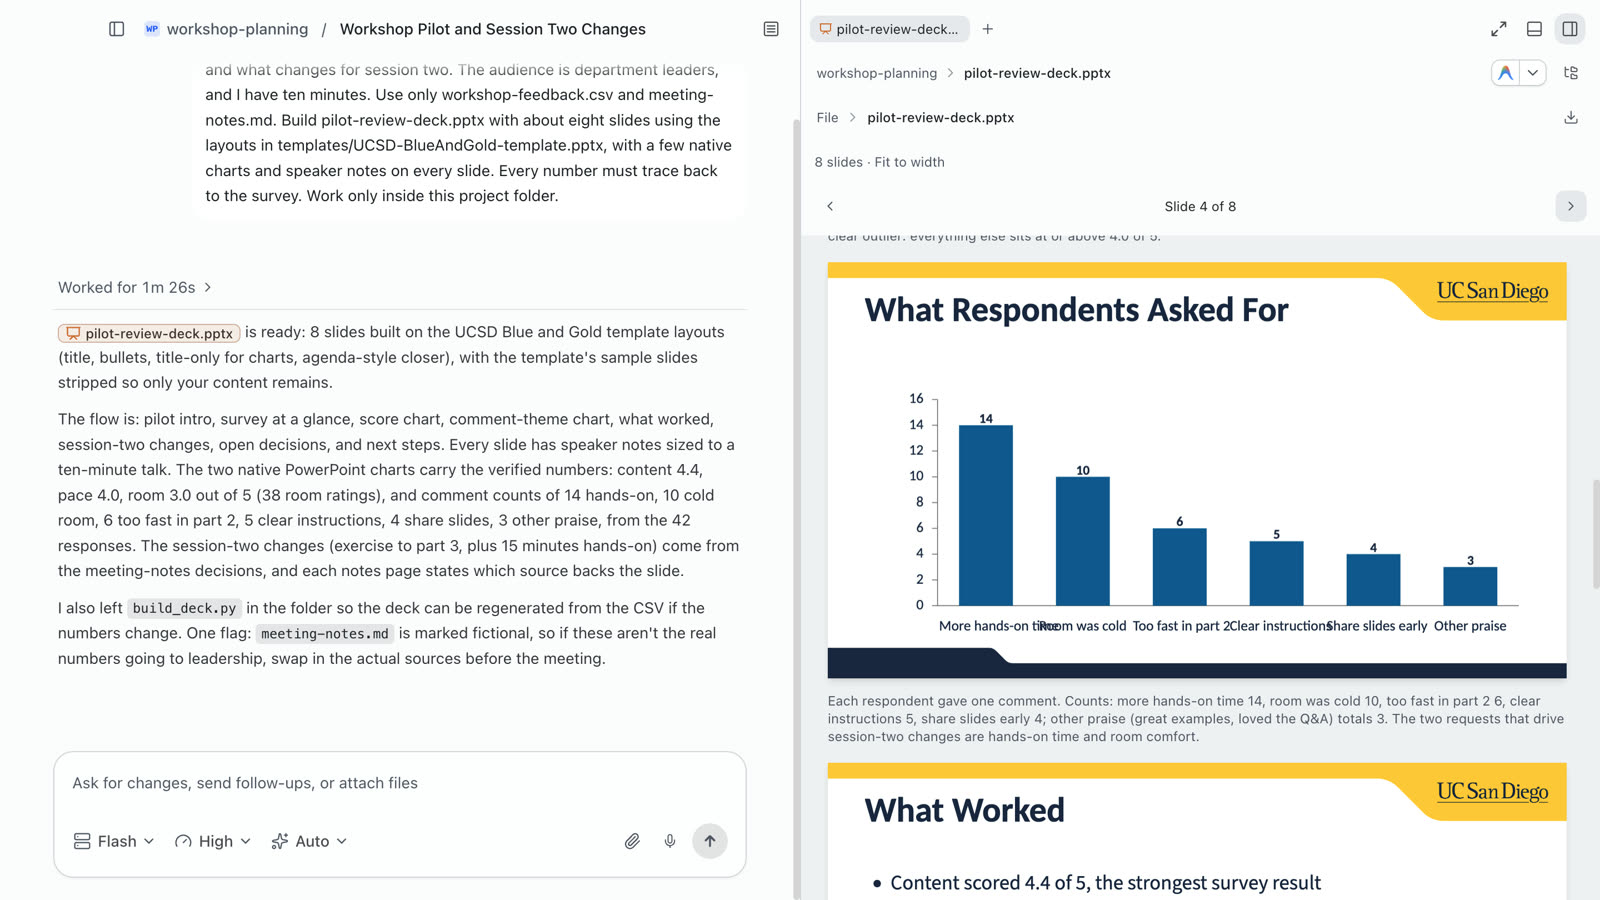 WP workshop-planning / Workshop Pilot and Session Two Changes
and what changes for session two. The audience is department leaders,
and I have ten minutes. Use only workshop-feedback.csv and meeting-
notes.md. Build pilot-review-deck.pptx with about eight slides using the
layouts in templates/UCSD-BlueAndGold-template.pptx, with a few native
charts and speaker notes on every slide. Every number must trace back
to the survey. Work only inside this project folder.
Worked for 1m 26s
pilot-review-deck.pptx is ready: 8 slides built on the UCSD Blue and Gold template layouts
(title, bullets, title-only for charts, agenda-style closer), with the template's sample slides
stripped so only your content remains.
The flow is: pilot intro, survey at a glance, score chart, comment-theme chart, what worked,
session-two changes, open decisions, and next steps. Every slide has speaker notes sized to a
ten-minute talk. The two native PowerPoint charts carry the verified numbers: content 4.4,
pace 4.0, room 3.0 out of 5 (38 room ratings), and comment counts of 14 hands-on, 10 cold
room, 6 too fast in part 2, 5 clear instructions, 4 share slides, 3 other praise, from the 42
responses. The session-two changes (exercise to part 3, plus 15 minutes hands-on) come from
the meeting-notes decisions, and each notes page states which source backs the slide.
I also left build_deck.py in the folder so the deck can be regenerated from the CSV if the
numbers change. One flag: meeting-notes.md is marked fictional, so if these aren't the real
numbers going to leadership, swap in the actual sources before the meeting.
Ask for changes, send follow-ups, or attach files
Flash High Auto
pilot-review-deck...
workshop-planning > pilot-review-deck.pptx
File > pilot-review-deck.pptx
8 slides · Fit to width
Slide 4 of 8
clear outlier: everything else sits at or above 4.0 of 5.
UC San Diego
What Respondents Asked For
16
14
12
10
8
6
4
2
0
14
10
6
5
4
3
More hands-on time
Room was cold
Too fast in part 2
Clear instructions
Share slides early
Other praise
Each respondent gave one comment. Counts: more hands-on time 14, room was cold 10, too fast in part 2 6, clear
instructions 5, share slides early 4; other praise (great examples, loved the Q&A) totals 3. The two requests that drive
session-two changes are hands-on time and room comfort.
UC San Diego
What Worked
• Content scored 4.4 of 5, the strongest survey result